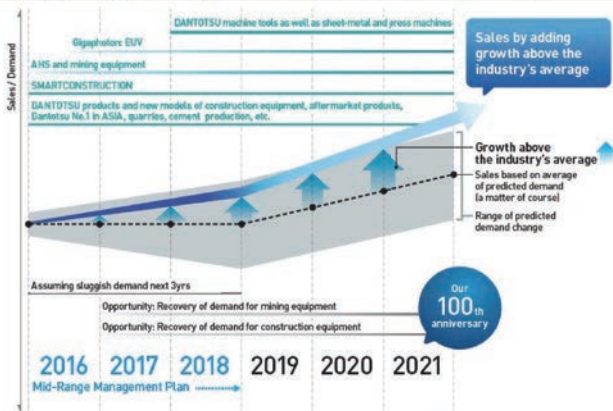 DANTOTSU machine tools as well as sheet-metal and press machines
Gigaphoton: EUV
AHS and mining equipment
SMARTCONSTRUCTION
DANTOTSU products and new models of construction equipment, aftermarket products,
Dantotsu No.1 in ASIA, quarries, cement production, etc.
Sales/Demand
Sales by adding
growth above the
industry's average
Growth above
the industry's average
Sales based on average
of predicted demand
(a matter of course)
Range of predicted
demand change
Assuming sluggish demand next 3yrs
Opportunity: Recovery of demand for mining equipment
Opportunity: Recovery of demand for construction equipment
Our
100th
anniversary
2016 2017 2018 2019 2020 2021
Mid-Range Management Plan